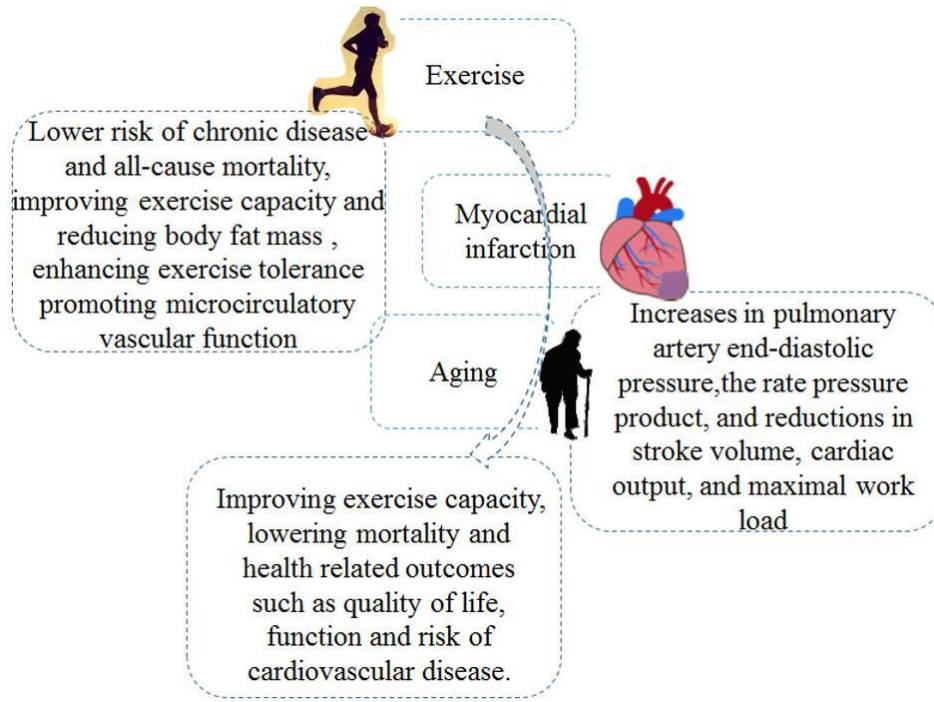 Exercise
Lower risk of chronic disease
and all-cause mortality,
improving exercise capacity and
reducing body fat mass ,
enhancing exercise tolerance
promoting microcirculatory
vascular function
Myocardial
infarction
Increases in pulmonary
artery end-diastolic
pressure,the rate pressure
product, and reductions in
stroke volume, cardiac
output, and maximal work
load
Aging
Improving exercise capacity,
lowering mortality and
health related outcomes
such as quality of life,
function and risk of
cardiovascular disease.